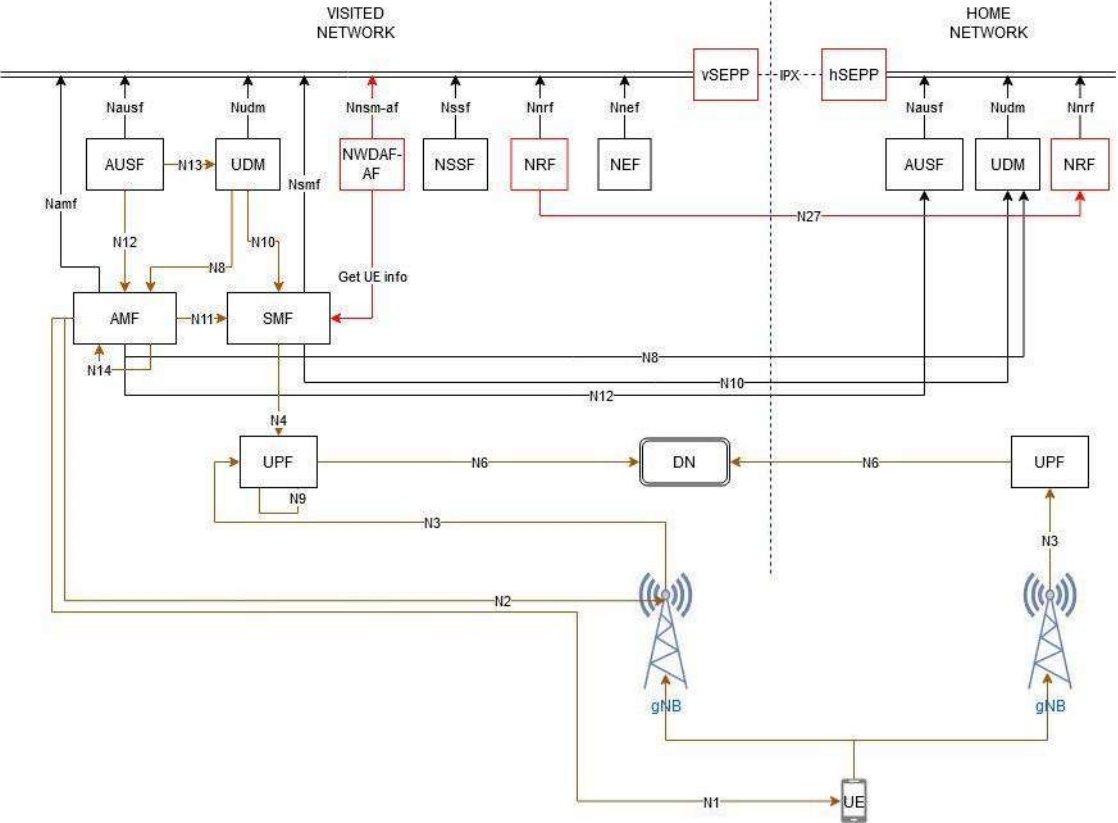 VISITED
NETWORK
HOME
NETWORK
vSEPP
IPX
hSEPP
Nausf
Nudm
Nnsm-af
Nssf
Nnrf
Nnef
Nausf
Nudm
Nnrf
AUSF
N13
UDM
Nsmf
NWDAF-
AF
NSSF
NRF
NEF
AUSF
UDM
NRF
Namf
N27
N12
N10
N8
Get UE info
AMF
N11
SMF
N14
N8
N10
N12
N4
UPF
N6
DN
N6
UPF
N9
N3
N3
N2
gNB
gNB
N1
UE